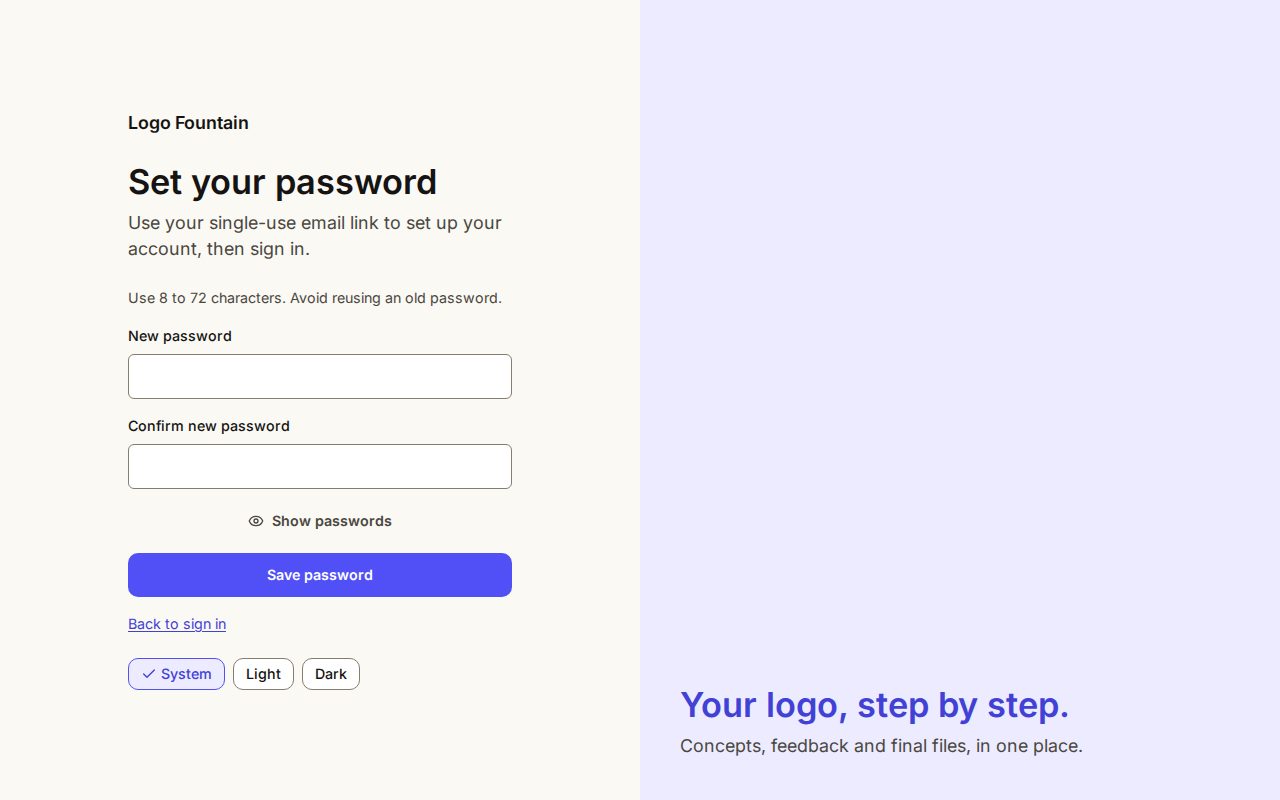 Logo Fountain
Set your password
Use your single-use email link to set up your
account, then sign in.
Use 8 to 72 characters. Avoid reusing an old password.
New password
Confirm new password
Show passwords
Save password
Back to sign in
System
Light
Dark
Your logo, step by step.
Concepts, feedback and final files, in one place.